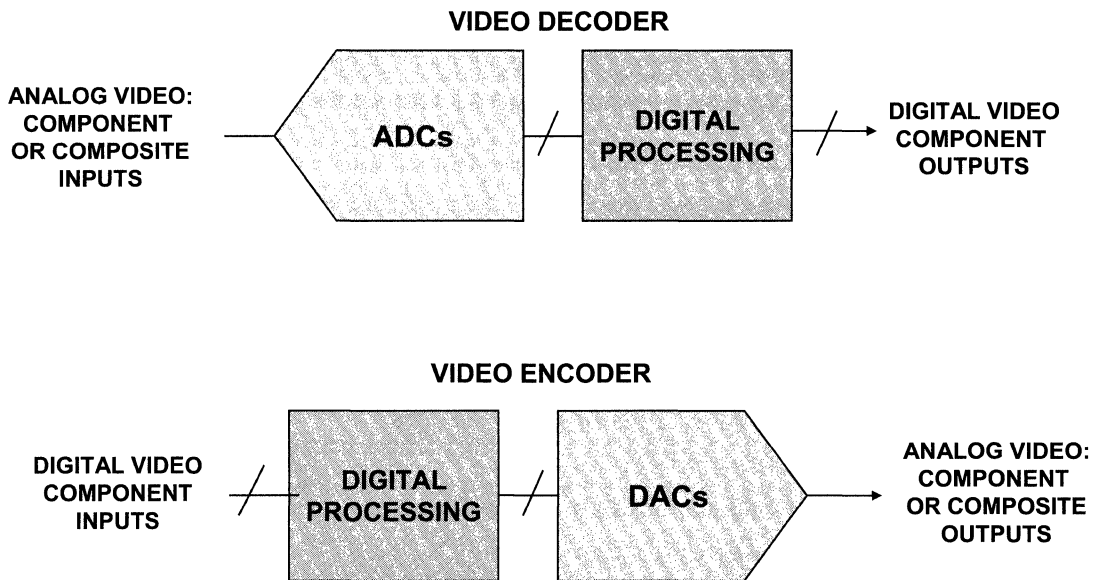 VIDEO DECODER
ANALOG VIDEO:
COMPONENT
OR COMPOSITE
INPUTS
ADCs
DIGITAL
PROCESSING
DIGITAL VIDEO
COMPONENT
OUTPUTS
VIDEO ENCODER
DIGITAL VIDEO
COMPONENT
INPUTS
DIGITAL
PROCESSING
DACs
ANALOG VIDEO:
COMPONENT
OR COMPOSITE
OUTPUTS